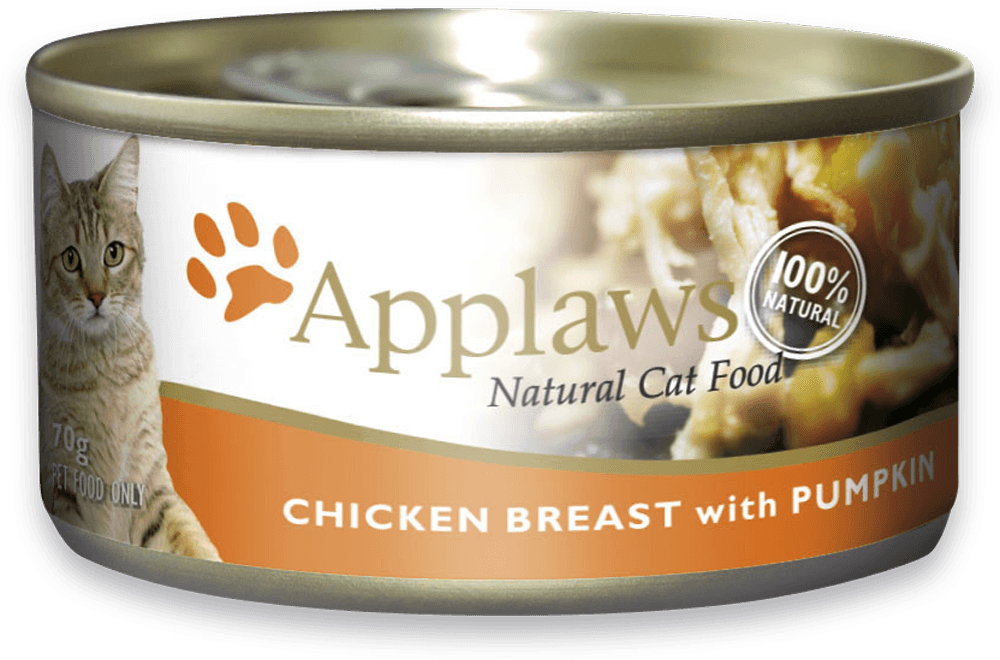 Applaws
Natural Cat Food
100%
NATURAL
70g
PET FOOD ONLY
CHICKEN BREAST with PUMPKIN